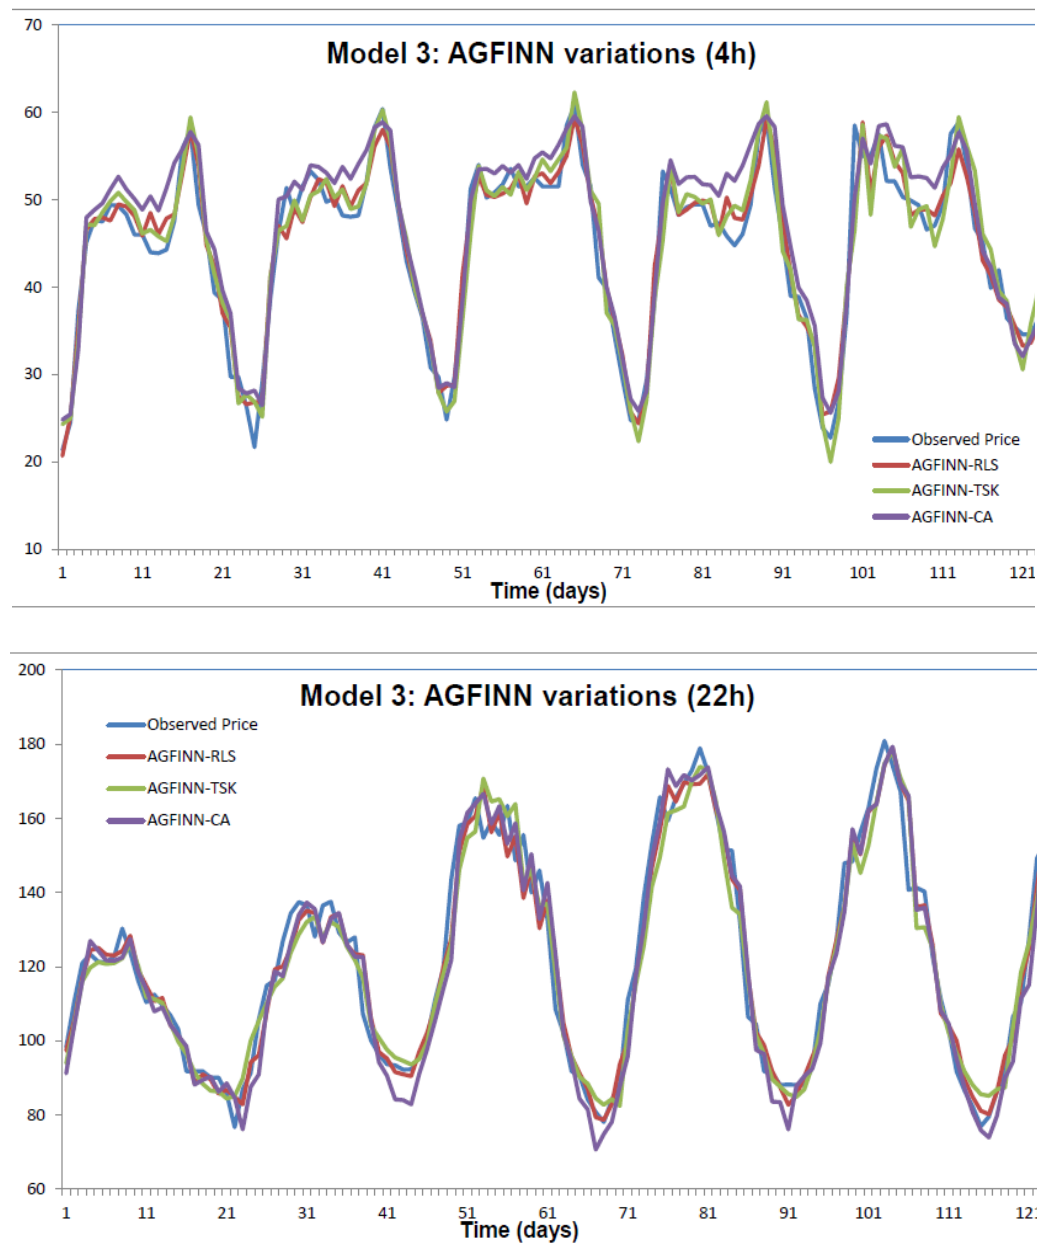 Model 3: AGFINN variations (4h)
70
60
50
40
30
20
10
Observed Price
AGFINN-RLS
AGFINN-TSK
AGFINN-CA
1 11 21 31 41 51 61 71 81 91 101 111 121
Time (days)
Model 3: AGFINN variations (22h)
200
180
160
140
120
100
80
60
Observed Price
AGFINN-RLS
AGFINN-TSK
AGFINN-CA
1 11 21 31 41 51 61 71 81 91 101 111 121
Time (days)